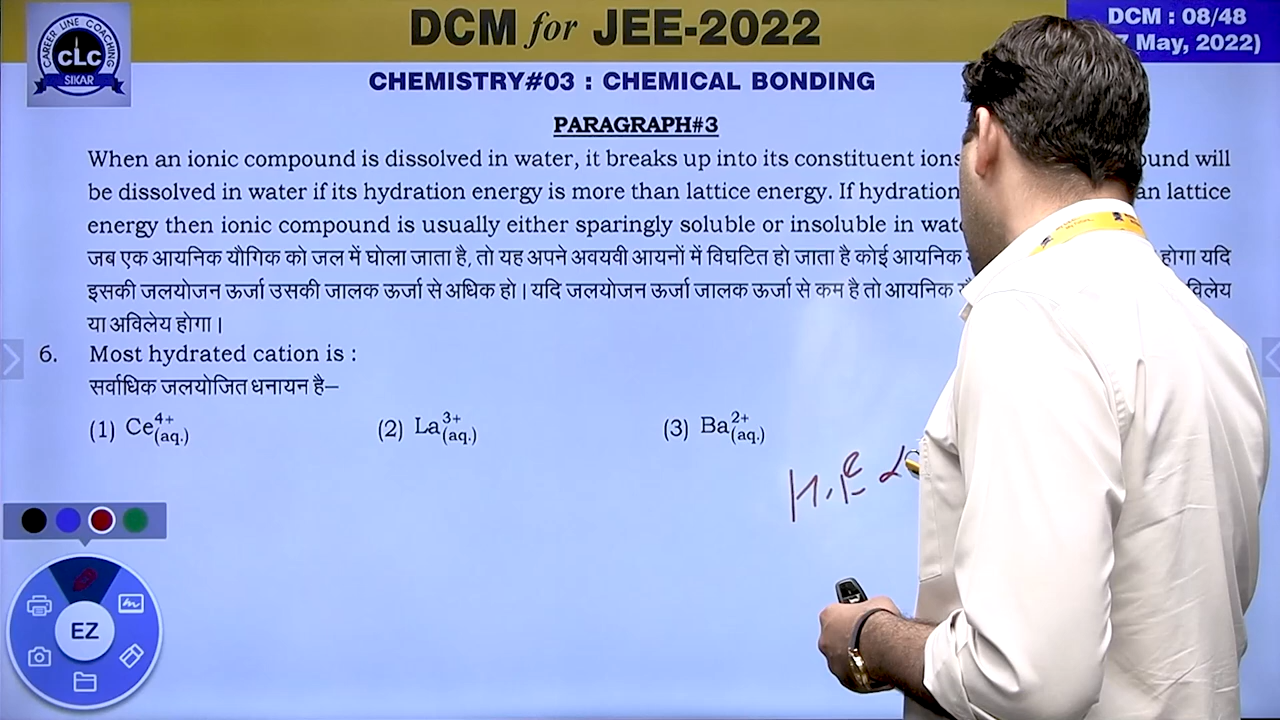 CAREER LINE COACHING
CLC
SIKAR
DCM for JEE-2022
DCM : 08/48
May, 2022)
CHEMISTRY#03 : CHEMICAL BONDING
PARAGRAPH#3
When an ionic compound is dissolved in water, it breaks up into its constituent ions ound will
be dissolved in water if its hydration energy is more than lattice energy. If hydration an lattice
energy then ionic compound is usually either sparingly soluble or insoluble in wat
जब एक आयनिक यौगिक को जल में घोला जाता है, तो यह अपने अवयवी आयनों में विघटित हो जाता है कोई आयनिक होगा यदि
इसकी जलयोजन ऊर्जा उसकी जालक ऊर्जा से अधिक हो। यदि जलयोजन ऊर्जा जालक ऊर्जा से कम है तो आयनिक विलेय
या अविलेय होगा।
6. Most hydrated cation is :
सर्वाधिक जलयोजित धनायन है–
(1) Ce⁴⁺(aq.) (2) La³⁺(aq.) (3) Ba²⁺(aq.)
H.E ∝
EZ